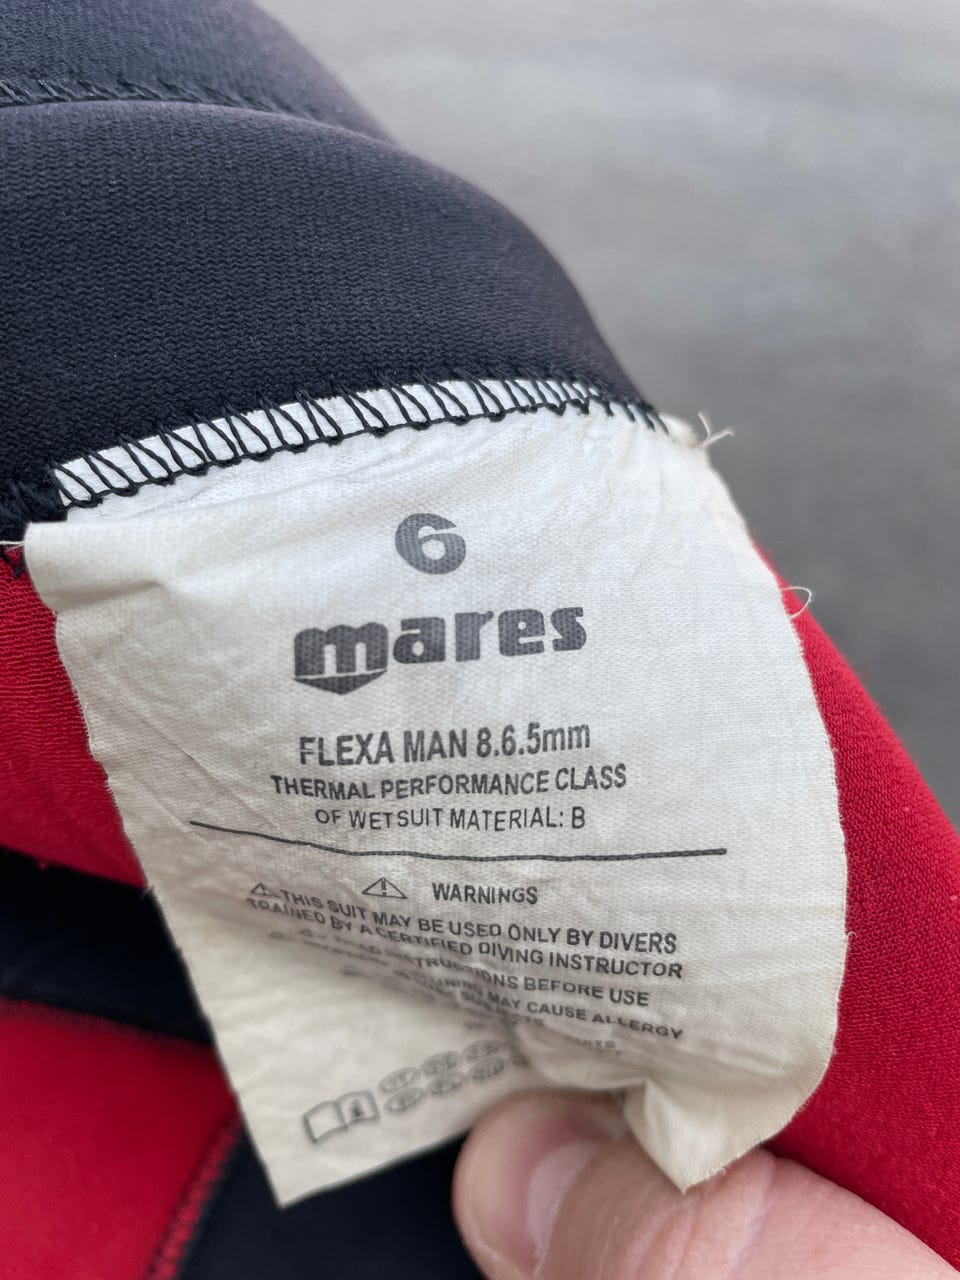 6
mares
FLEXA MAN 8.6.5mm
THERMAL PERFORMANCE CLASS
OF WETSUIT MATERIAL: B
WARNINGS
THIS SUIT MAY BE USED ONLY BY DIVERS
TRAINED BY A CERTIFIED DIVING INSTRUCTOR
READ INSTRUCTIONS BEFORE USE
MAY CAUSE ALLERGY